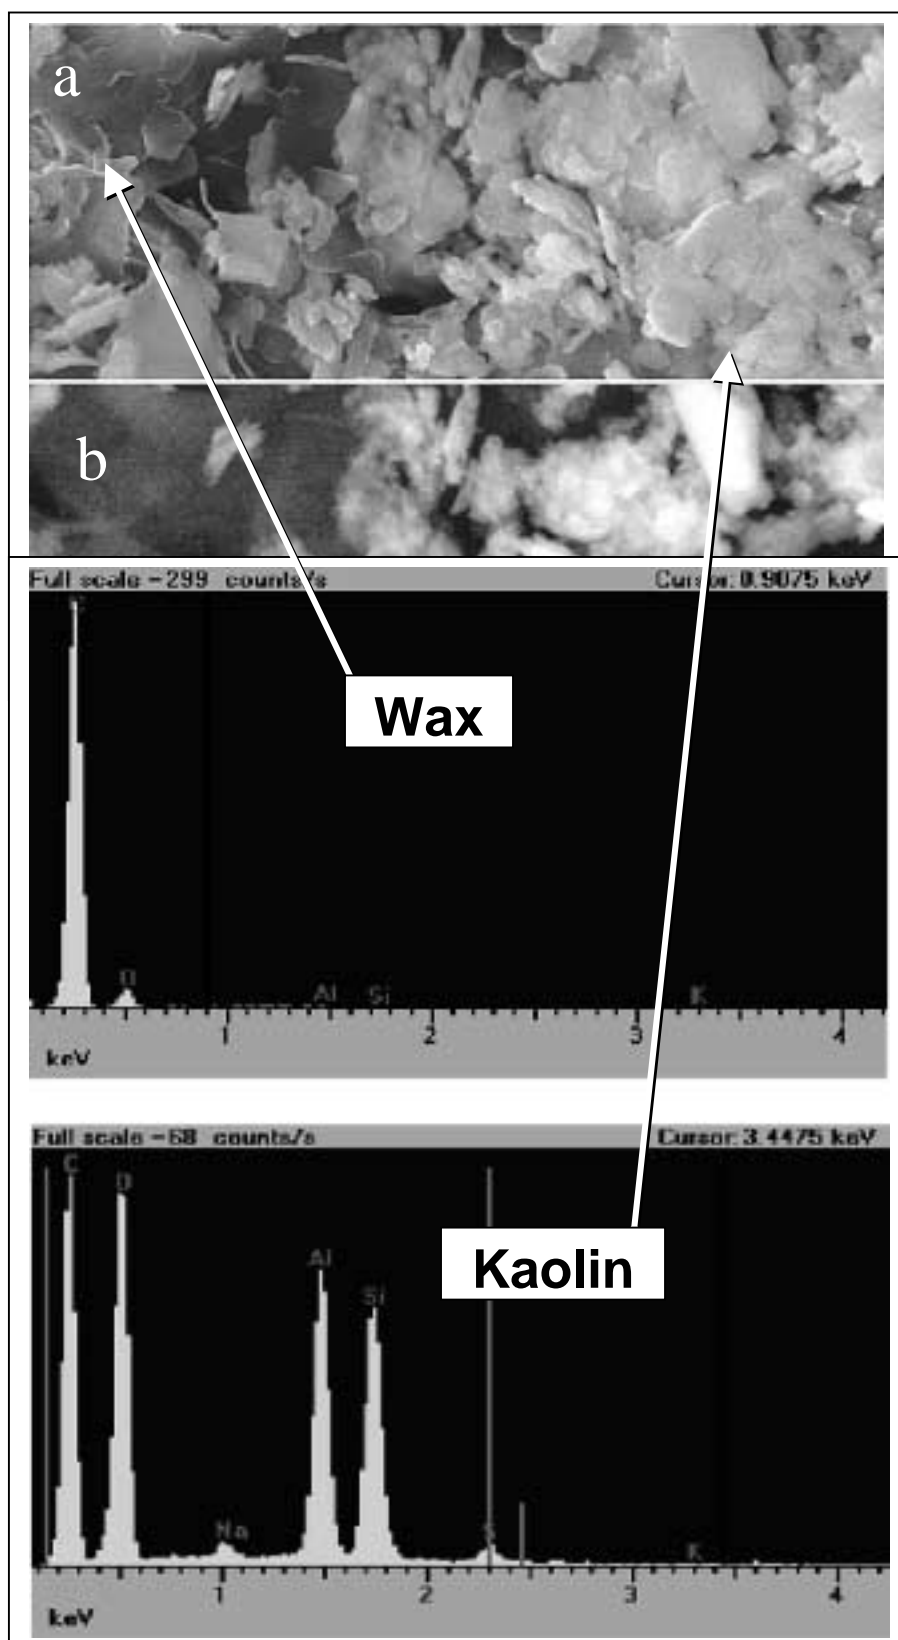 a
b
Full scale = 299 counts/s Cursor: 0.9075 keV
Wax
O Al Si K
1 2 3 4
keV
Full scale = 68 counts/s Cursor: 3.4475 keV
C O Al Si
Kaolin
Na S K
1 2 3 4
keV